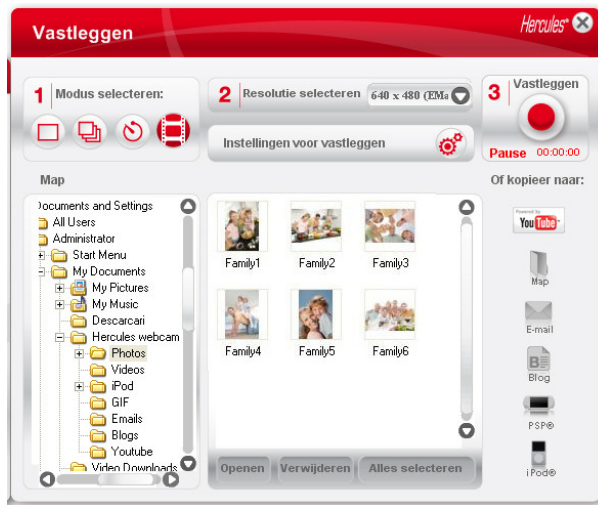 Vastleggen
Hercules
1 Modus selecteren:
2 Resolutie selecteren 640 x 480 (EMa
Instellingen voor vastleggen
3 Vastleggen
Pause 00:00:00
Map
ocuments and Settings
All Users
Administrator
Start Menu
My Documents
My Pictures
My Music
Descarcari
Hercules webcam
Photos
Videos
iPod
GIF
Emails
Blogs
Youtube
Video Downloads
Family1 Family2 Family3
Family4 Family5 Family6
Openen Verwijderen Alles selecteren
Of kopieer naar:
Powered by
YouTube
Map
E-mail
B
Blog
PSP®
iPod®